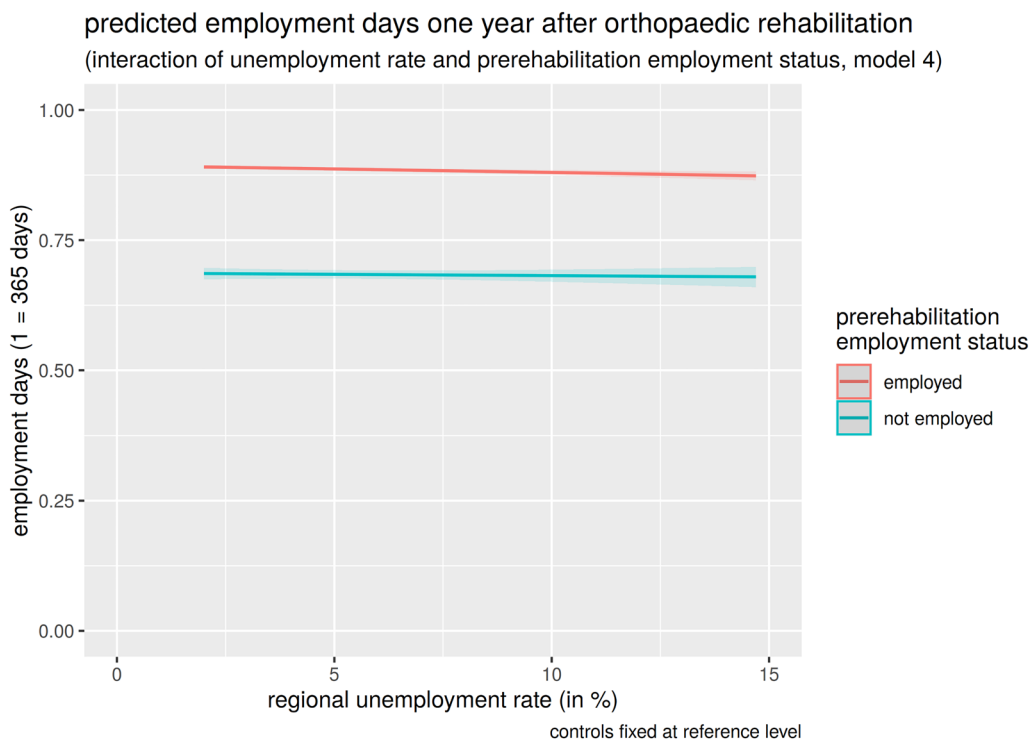 predicted employment days one year after orthopaedic rehabilitation
(interaction of unemployment rate and prerehabilitation employment status, model 4)
employment days (1 = 365 days)
1.00
0.75
0.50
0.25
0.00
0 5 10 15
regional unemployment rate (in %)
controls fixed at reference level
prerehabilitation
employment status
employed
not employed